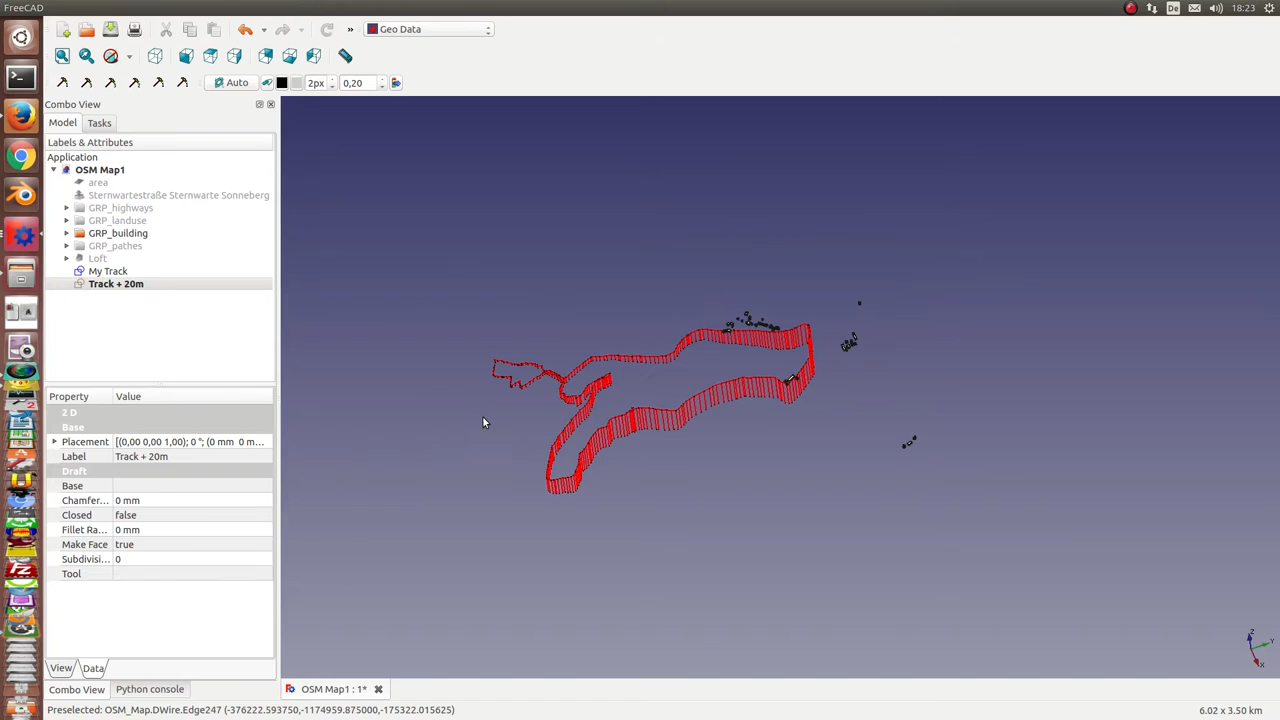 FreeCAD
De
18:23
Geo Data
Auto
2px
0,20
Combo View
Model
Tasks
Labels & Attributes
Application
OSM Map1
area
Sternwartestraße Sternwarte Sonneberg
GRP_highways
GRP_landuse
GRP_building
GRP_pathes
Loft
My Track
Track + 20m
Property Value
2 D
Base
Placement [(0,00 0,00 1,00); 0 °; (0 mm 0 m...
Label Track + 20m
Draft
Base
Chamfer... 0 mm
Closed false
Fillet Ra... 0 mm
Make Face true
Subdivisi... 0
Tool
View Data
Combo View Python console
OSM Map1 : 1*
Z
Y
X
Preselected: OSM_Map.DWire.Edge247 (-376222.593750,-1174959.875000,-175322.015625)
6.02 x 3.50 km